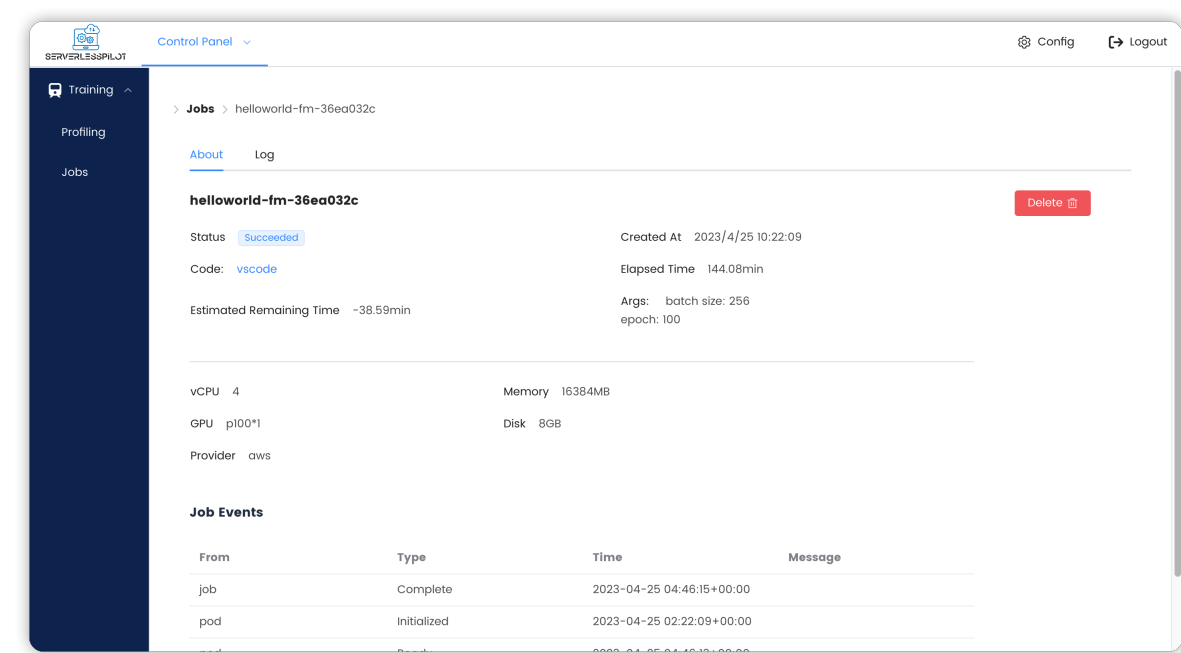 SERVERLESSPILOT
Control Panel
Config
Logout
Training
Profiling
Jobs
> Jobs > helloworld-fm-36ea032c
About Log
helloworld-fm-36ea032c
Delete
Status Succeeded
Created At 2023/4/25 10:22:09
Code: vscode
Elapsed Time 144.08min
Estimated Remaining Time -38.59min
Args: batch size: 256
epoch: 100
vCPU 4
Memory 16384MB
GPU p100*1
Disk 8GB
Provider aws
Job Events
From Type Time Message
job Complete 2023-04-25 04:46:15+00:00
pod Initialized 2023-04-25 02:22:09+00:00